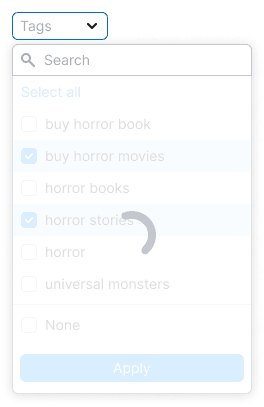 Tags
Search
Select all
buy horror book
buy horror movies
horror books
horror stories
horror
universal monsters
None
Apply